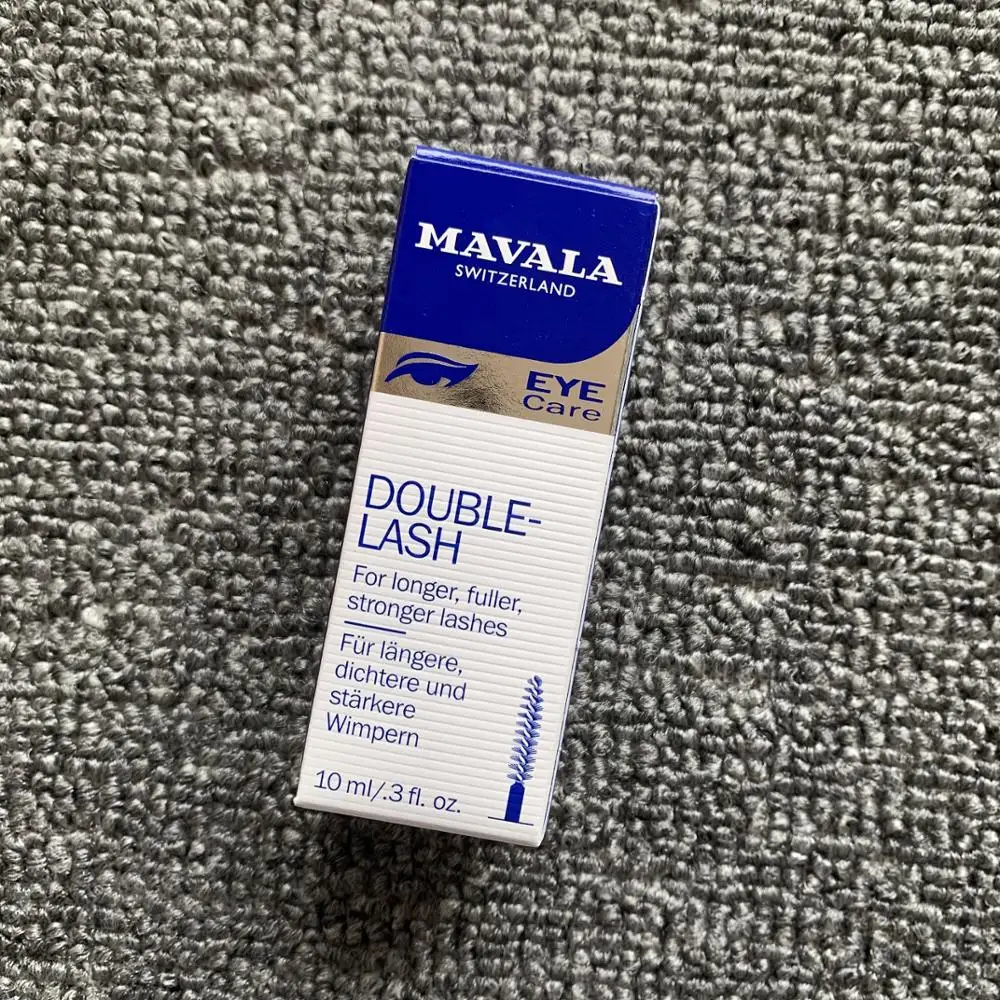 MAVALA
SWITZERLAND
EYE
Care
DOUBLE-
LASH
For longer, fuller,
stronger lashes
Für längere,
dichtere und
stärkere
Wimpern
10 ml/.3 fl. oz.